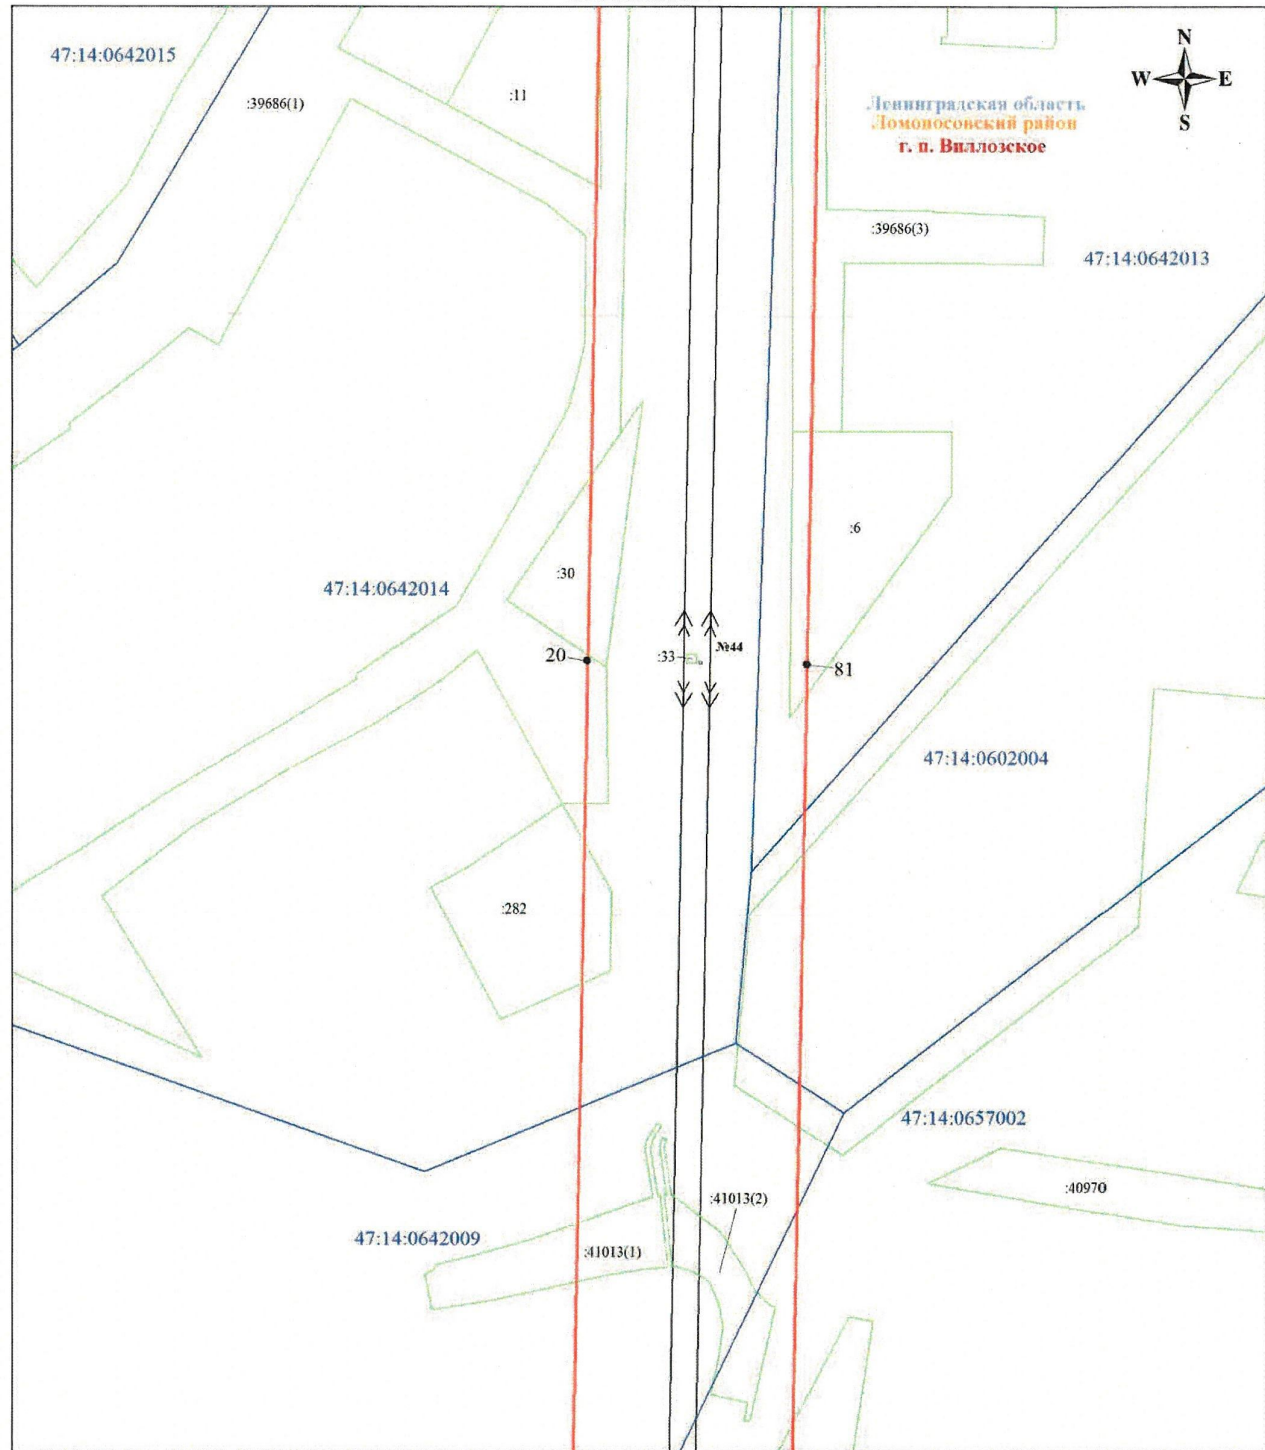 47:14:0642015
:39686(1)
:11
N
W
E
S
Ленинградская область
Ломоносовский район
г. п. Виллозское
:39686(3)
47:14:0642013
:6
:30
47:14:0642014
20
:33
№44
81
47:14:0602004
:282
47:14:0657002
:40970
:41013(2)
47:14:0642009
:41013(1)